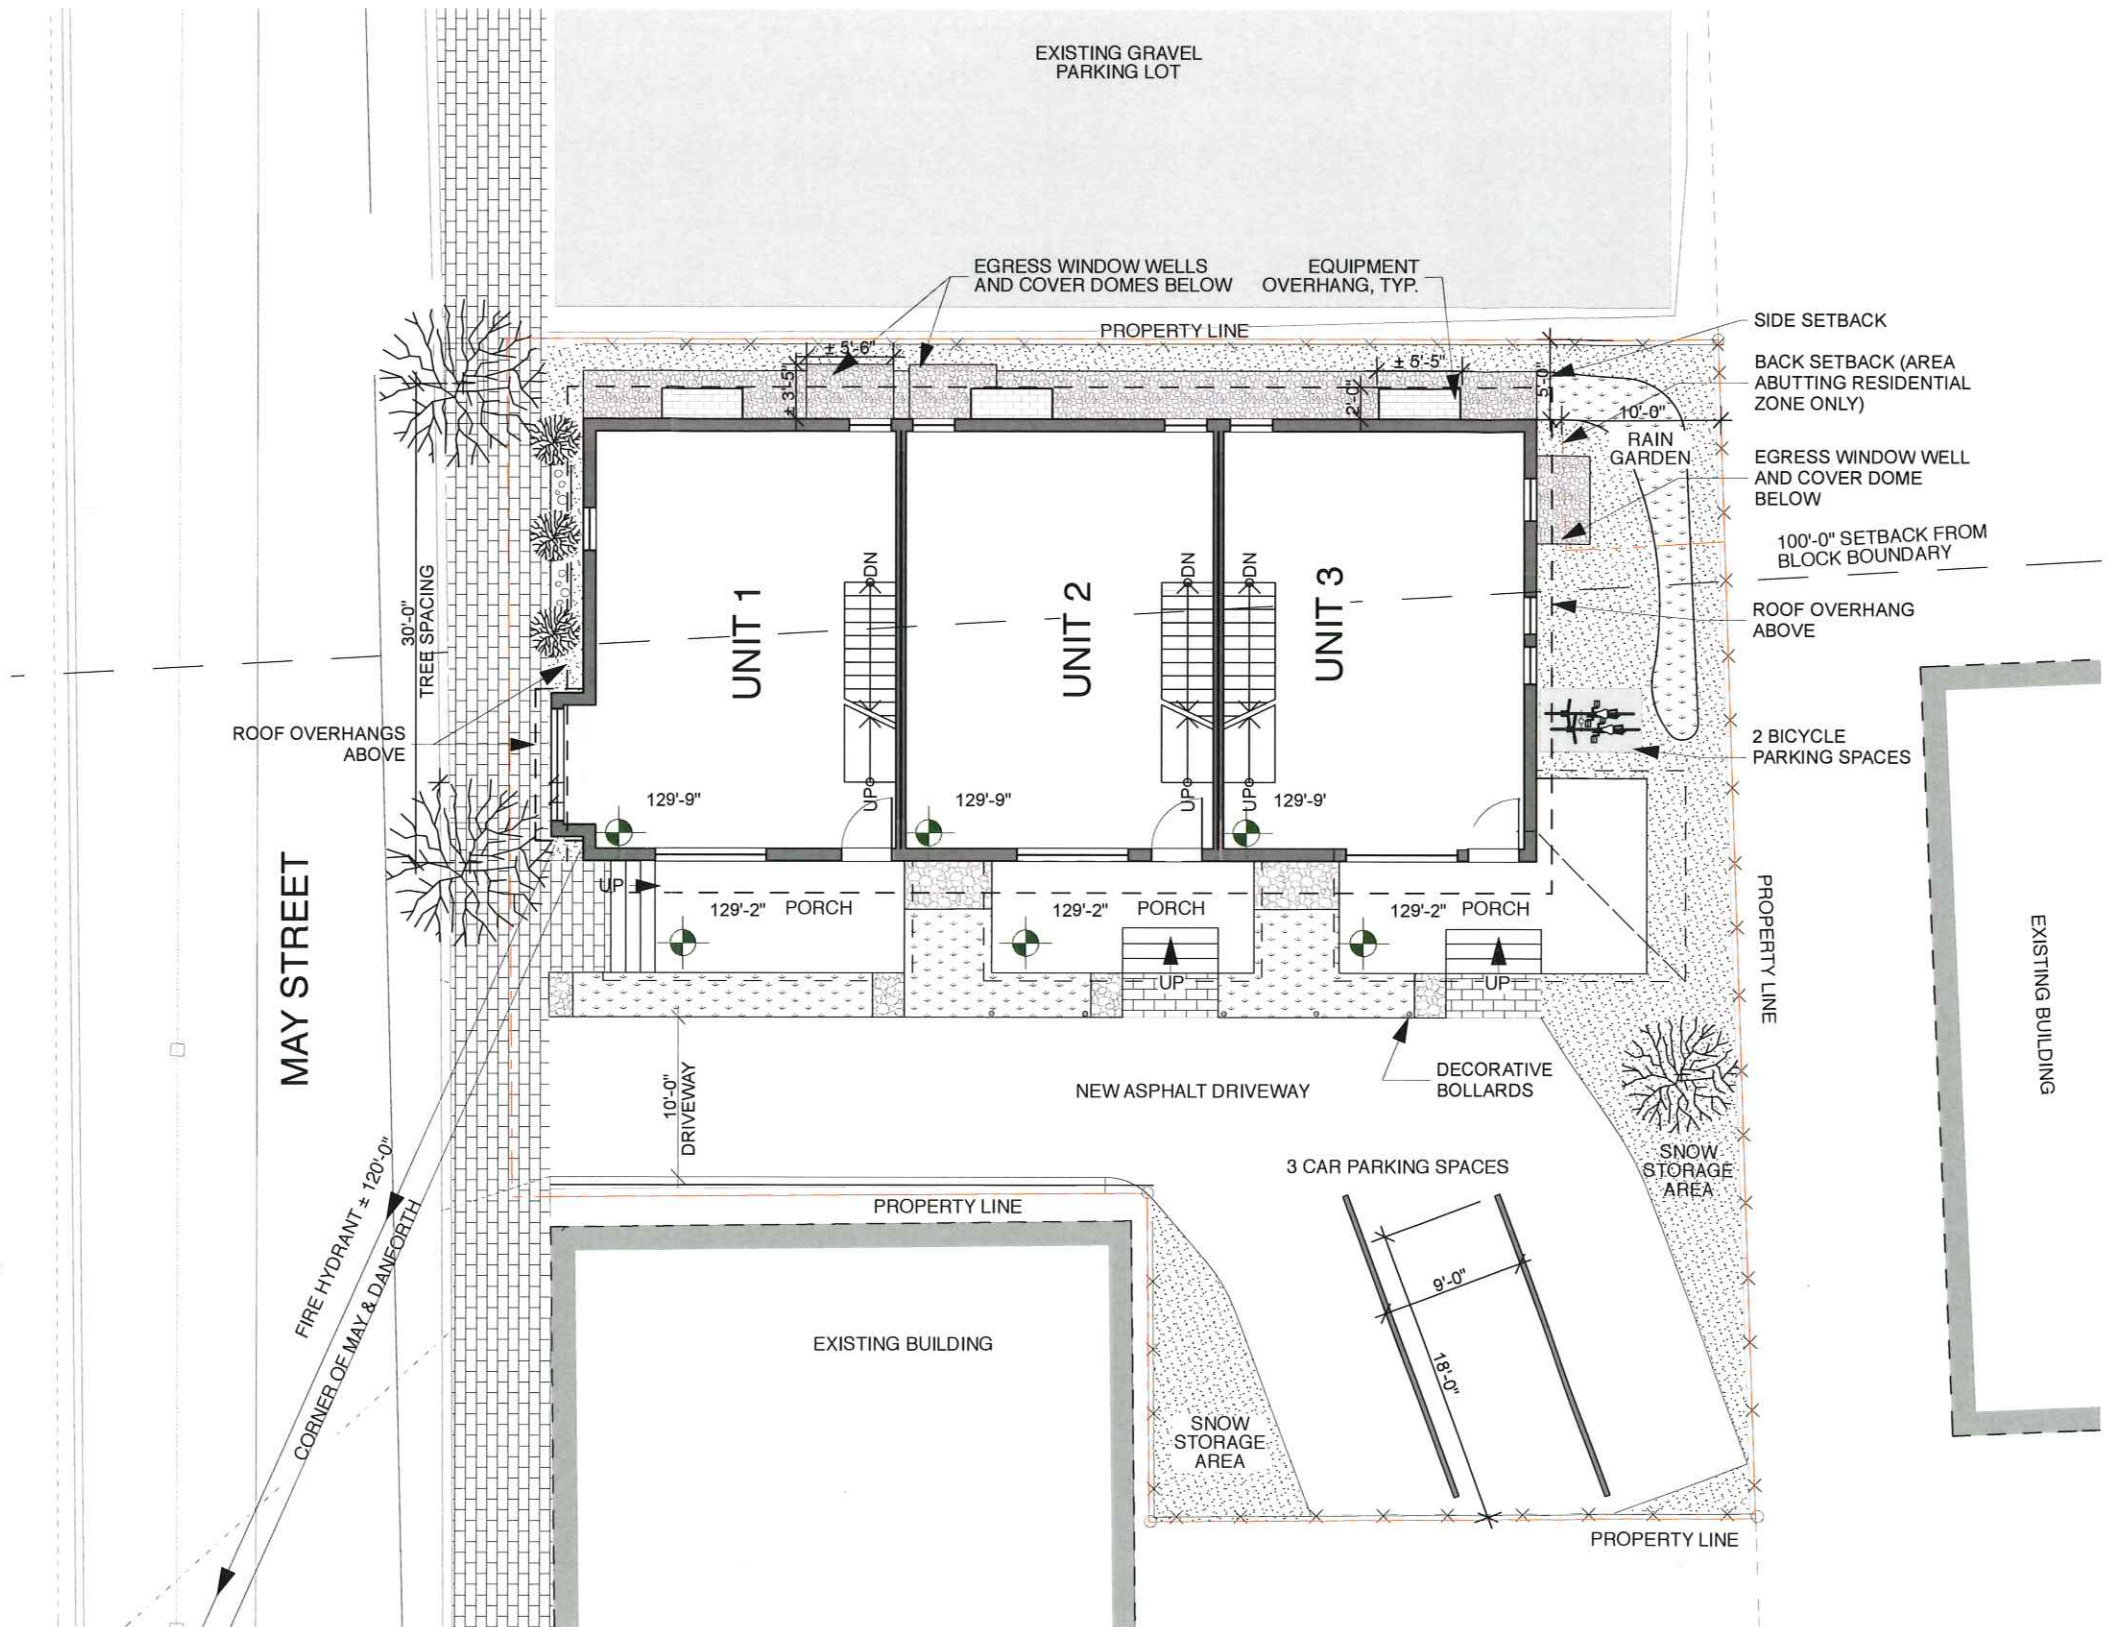 EXISTING GRAVEL
PARKING LOT
EGRESS WINDOW WELLS
AND COVER DOMES BELOW
EQUIPMENT
OVERHANG, TYP.
PROPERTY LINE
SIDE SETBACK
BACK SETBACK (AREA
ABUTTING RESIDENTIAL
ZONE ONLY)
± 5'-6"
± 3'-5"
± 5'-5"
2'-0"
5'-0"
10'-0"
RAIN
GARDEN
EGRESS WINDOW WELL
AND COVER DOME
BELOW
100'-0" SETBACK FROM
BLOCK BOUNDARY
ROOF OVERHANG
ABOVE
30'-0"
TREE SPACING
UNIT 1
UNIT 2
UNIT 3
DN
DN
DN
UP
UP
UP
ROOF OVERHANGS
ABOVE
2 BICYCLE
PARKING SPACES
129'-9"
129'-9"
129'-9'
MAY STREET
UP
129'-2"
PORCH
129'-2"
PORCH
129'-2"
PORCH
UP
UP
PROPERTY LINE
EXISTING BUILDING
10'-0"
DRIVEWAY
NEW ASPHALT DRIVEWAY
DECORATIVE
BOLLARDS
3 CAR PARKING SPACES
SNOW
STORAGE
AREA
PROPERTY LINE
FIRE HYDRANT ± 120'-0"
CORNER OF MAY & DANFORTH
9'-0"
18'-0"
EXISTING BUILDING
SNOW
STORAGE
AREA
PROPERTY LINE